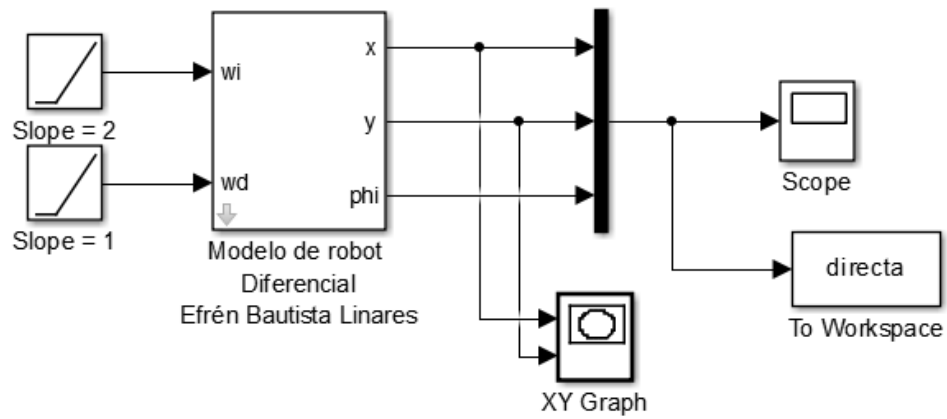 wi
Slope = 2
wd
Slope = 1
x
y
phi
Modelo de robot
Diferencial
Efrén Bautista Linares
XY Graph
Scope
directa
To Workspace